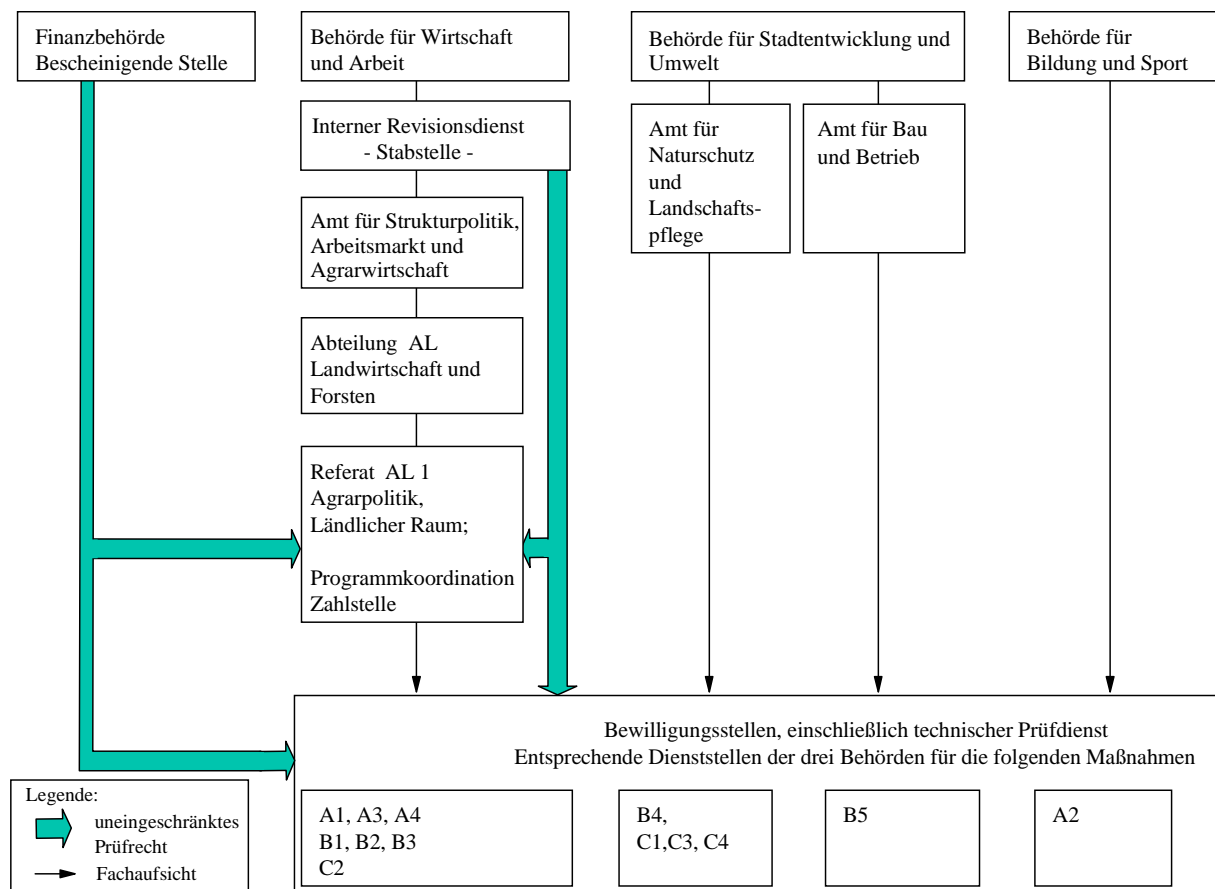 Finanzbehörde
Bescheinigende Stelle
Behörde für Wirtschaft
und Arbeit
Behörde für Stadtentwicklung und
Umwelt
Behörde für
Bildung und Sport
Interner Revisionsdienst
- Stabstelle -
Amt für
Naturschutz
und
Landschafts-
pflege
Amt für Bau
und Betrieb
Amt für Strukturpolitik,
Arbeitsmarkt und
Agrarwirtschaft
Abteilung AL
Landwirtschaft und
Forsten
Referat AL 1
Agrarpolitik,
Ländlicher Raum;
Programmkoordination
Zahlstelle
Bewilligungsstellen, einschließlich technischer Prüfdienst
Entsprechende Dienststellen der drei Behörden für die folgenden Maßnahmen
A1, A3, A4
B1, B2, B3
C2
B4,
C1,C3, C4
B5
A2
Legende:
uneingeschränktes
Prüfrecht
Fachaufsicht